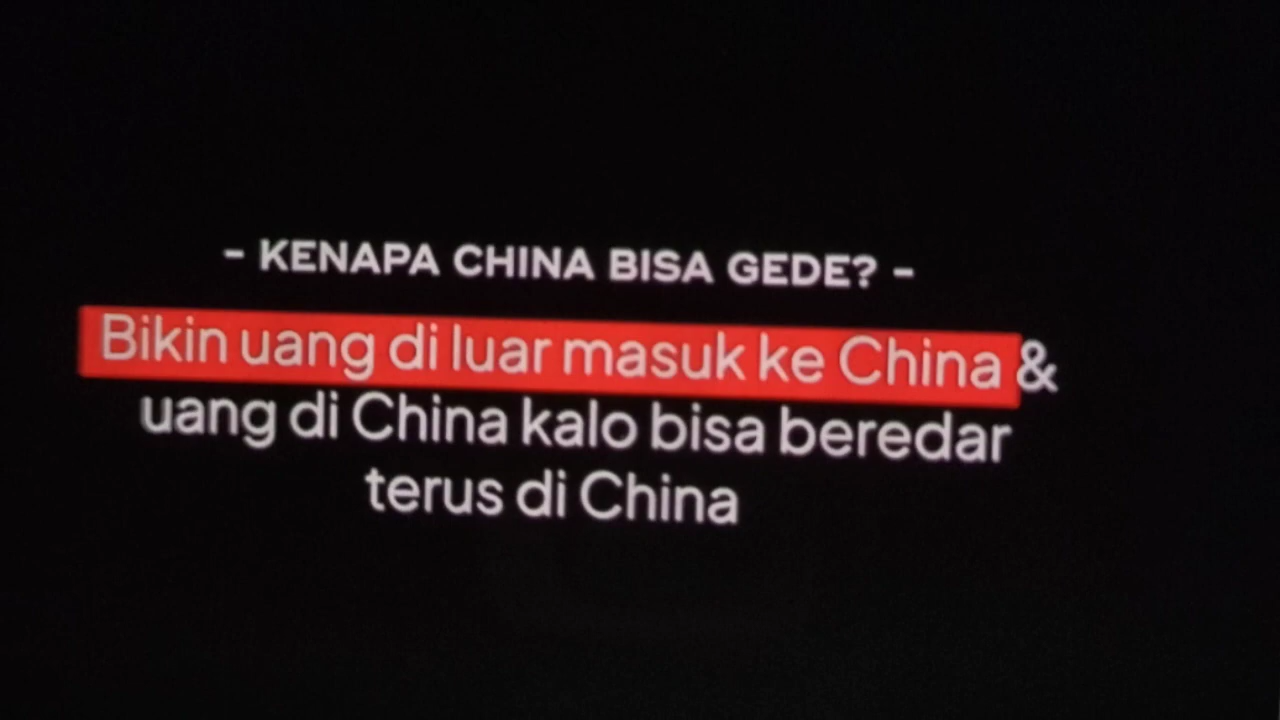 - KENAPA CHINA BISA GEDE? -
Bikin uang di luar masuk ke China &
uang di China kalo bisa beredar
terus di China